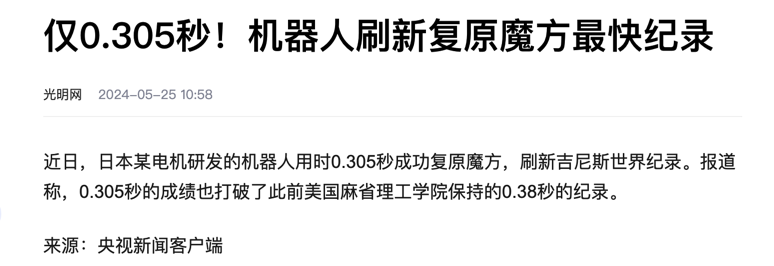 仅0.305秒！机器人刷新复原魔方最快纪录
光明网 2024-05-25 10:58
近日，日本某电机研发的机器人用时0.305秒成功复原魔方，刷新吉尼斯世界纪录。报道
称，0.305秒的成绩也打破了此前美国麻省理工学院保持的0.38秒的纪录。
来源：央视新闻客户端